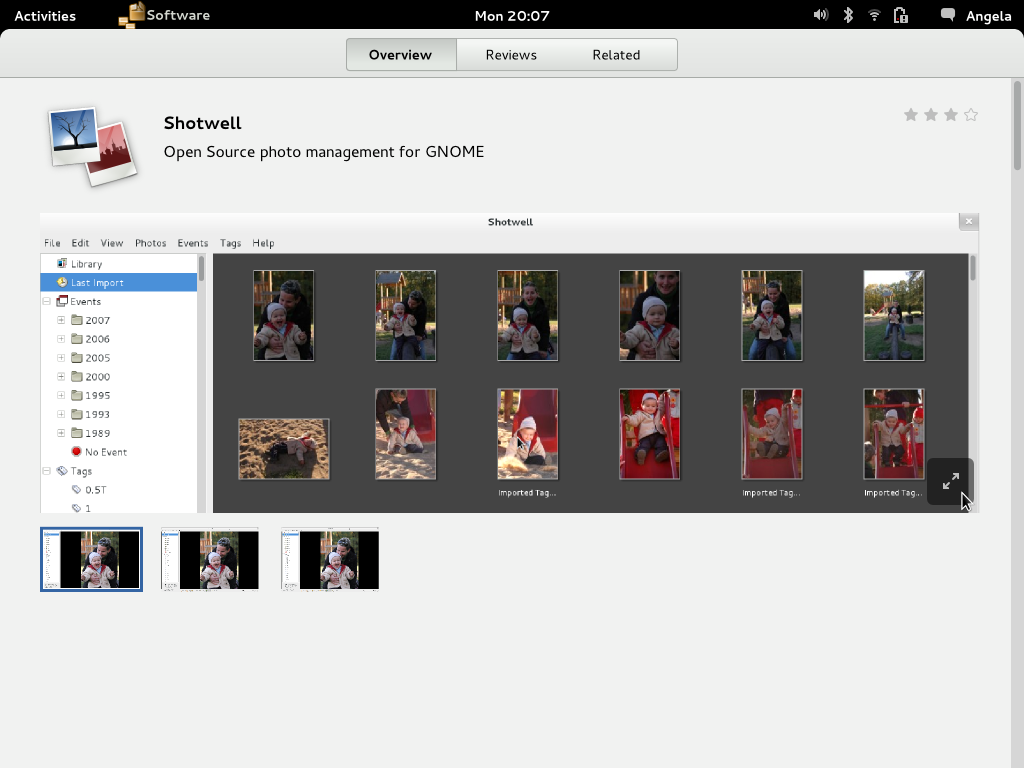 Activities Software Mon 20:07 Angela
Overview Reviews Related
Shotwell
Open Source photo management for GNOME
Shotwell
File Edit View Photos Events Tags Help
Library
Last Import
Events
2007
2006
2005
2000
1995
1993
1989
No Event
Tags
0.5T
1
Imported Tag... Imported Tag... Imported Tag...